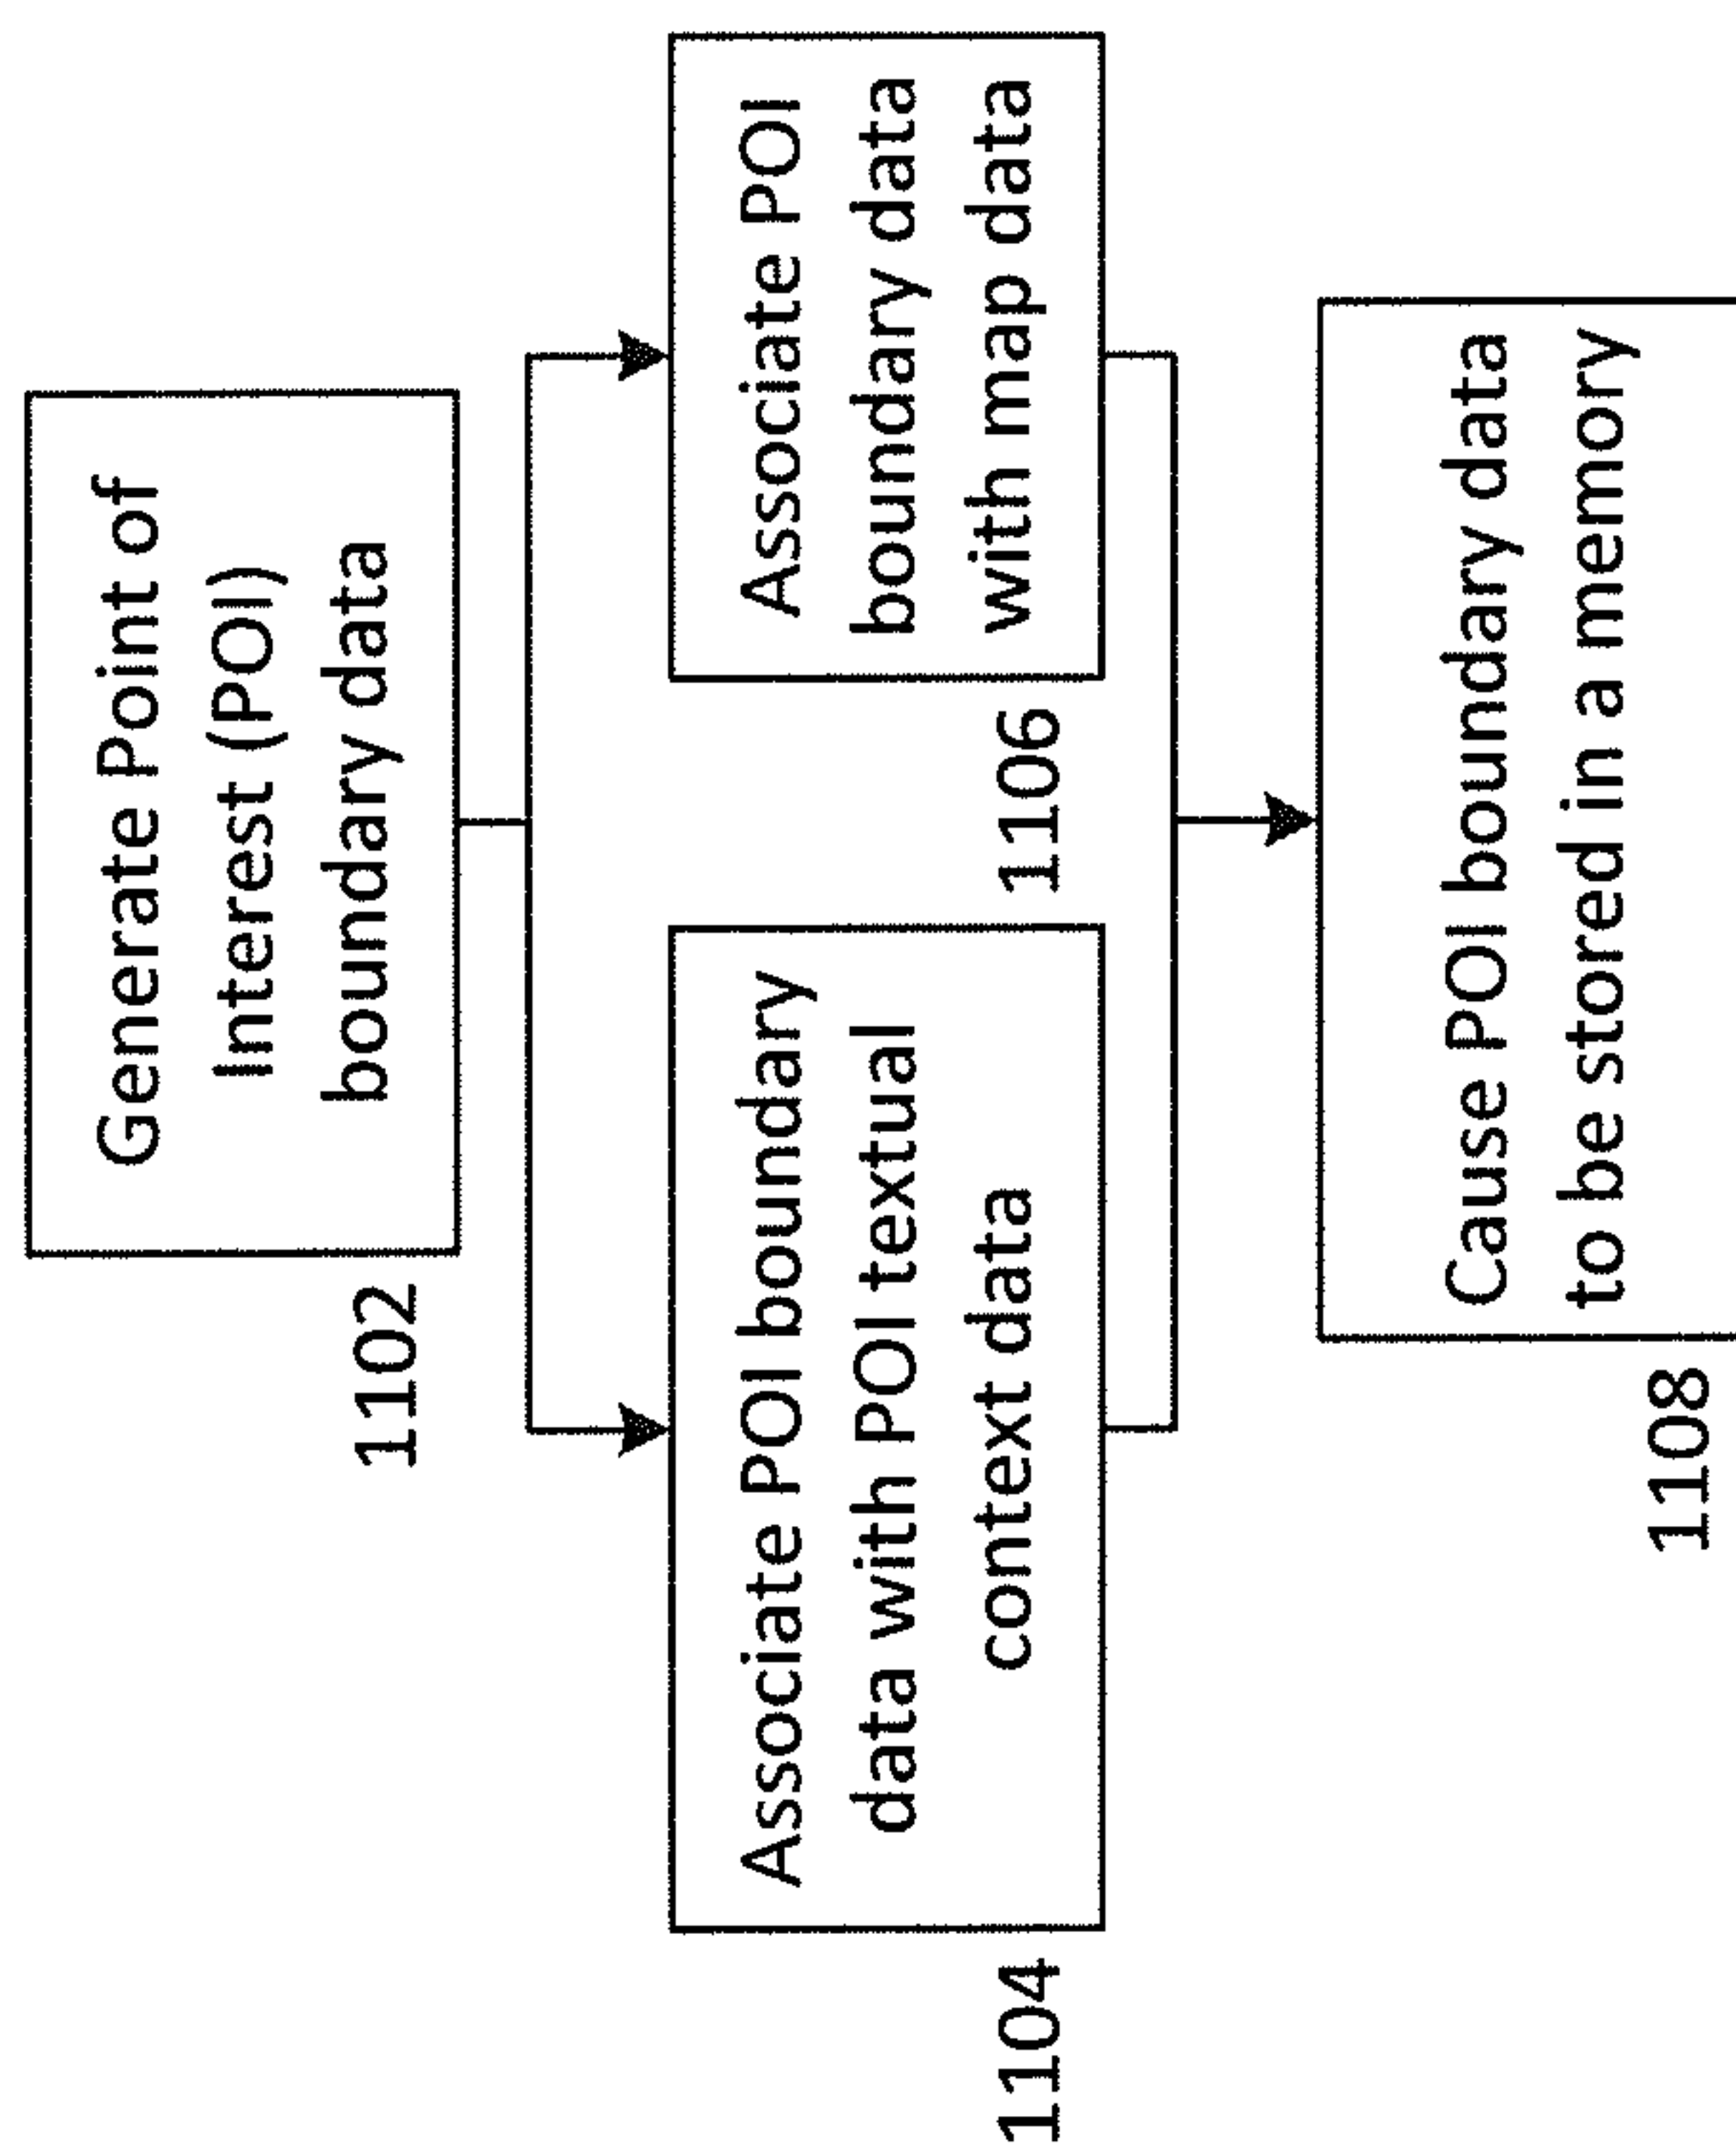 Generate Point of
Interest (POI)
boundary data
1102
Associate POI boundary
data with POI textual
context data
1104
Associate POI
boundary data
with map data
1106
Cause POI boundary data
to be stored in a memory
1108